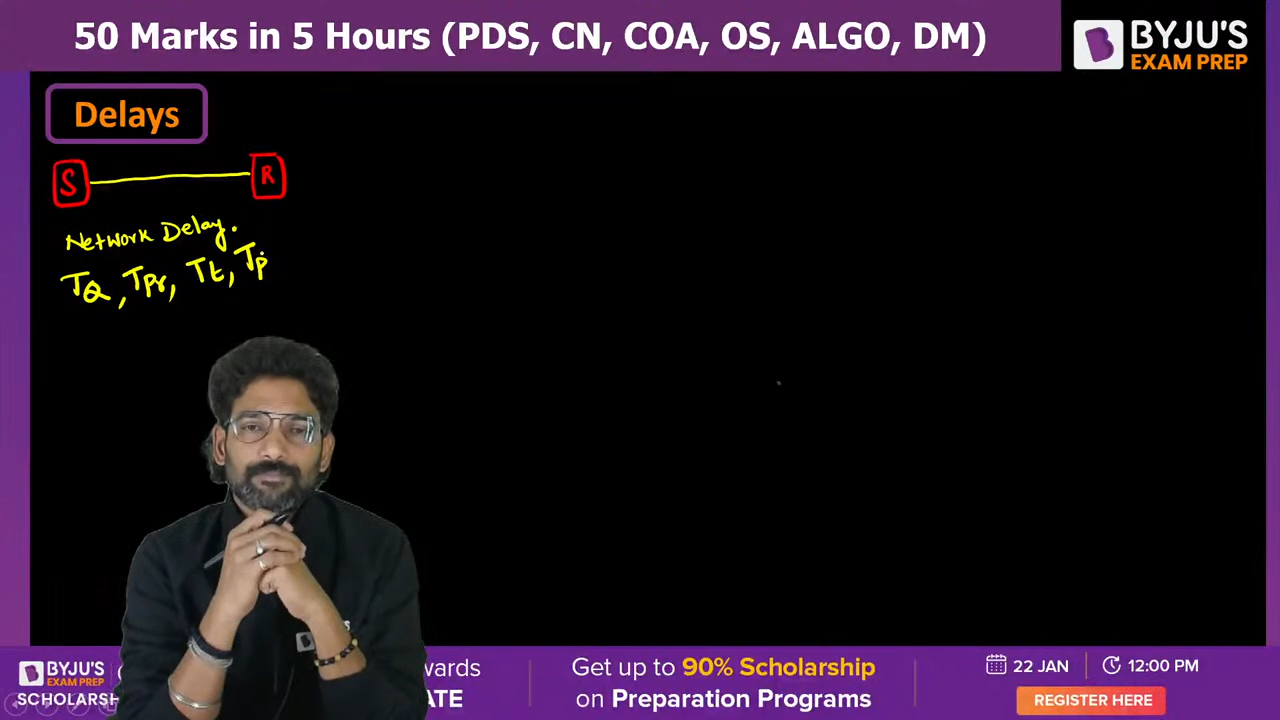 50 Marks in 5 Hours (PDS, CN, COA, OS, ALGO, DM)
BYJU'S
EXAM PREP
Delays
S R
Network Delay.
TQ, TPr, Tt, Tp
BYJU'S
EXAM PREP
SCHOLARSH
wards
ATE
Get up to 90% Scholarship
on Preparation Programs
22 JAN
12:00 PM
REGISTER HERE